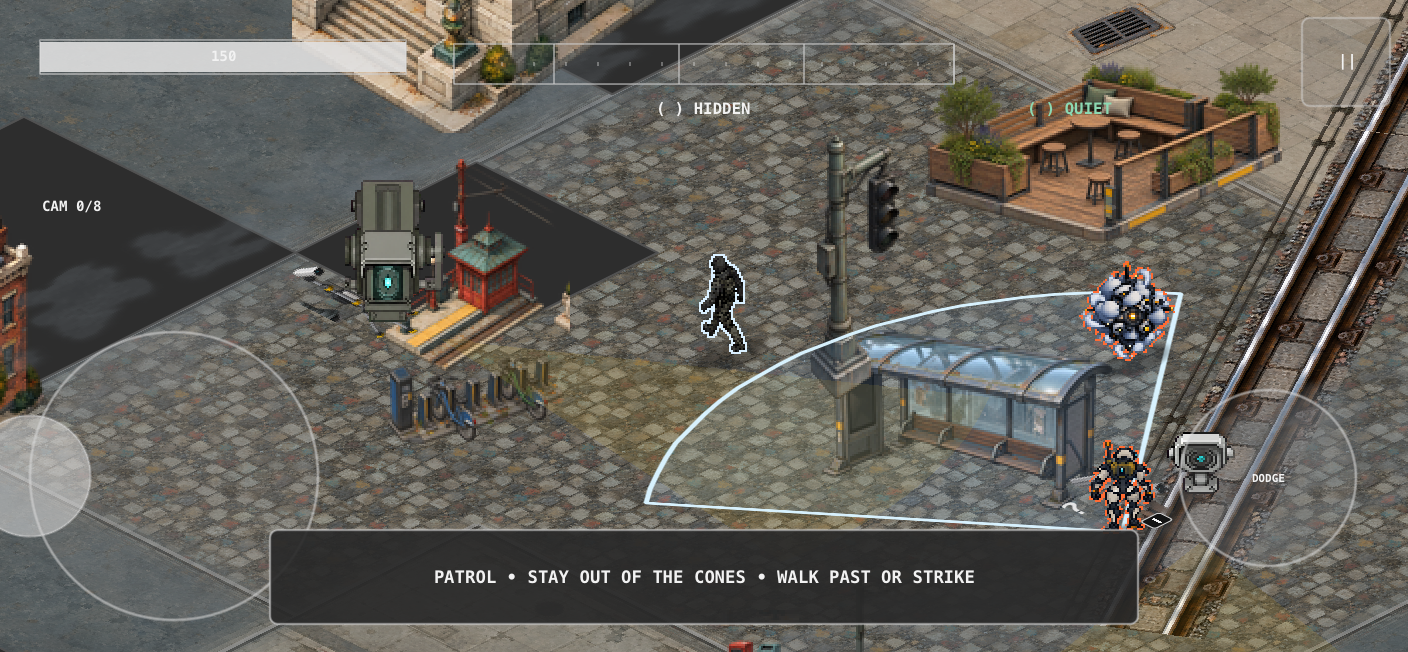 150
( ) HIDDEN
( ) QUIET
CAM 0/8
DODGE
PATROL • STAY OUT OF THE CONES • WALK PAST OR STRIKE